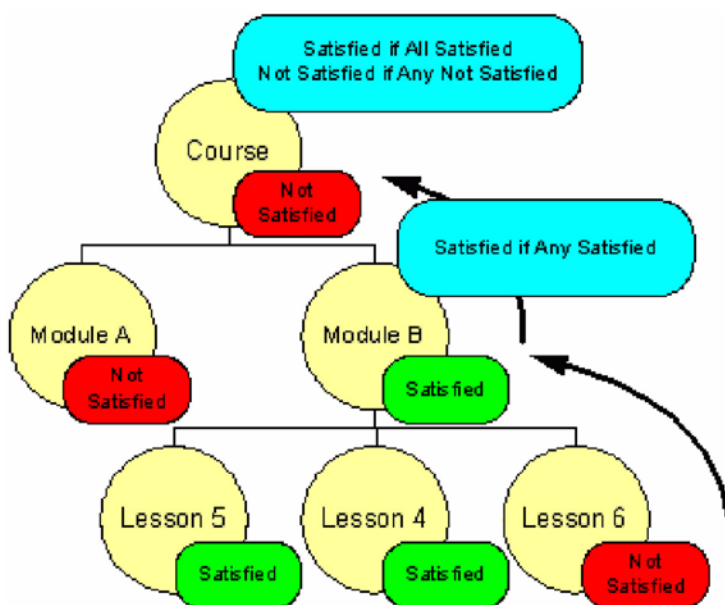 Satisfied if All Satisfied
Not Satisfied if Any Not Satisfied
Course
Not
Satisfied
Satisfied if Any Satisfied
Module A
Not
Satisfied
Module B
Satisfied
Lesson 5
Satisfied
Lesson 4
Satisfied
Lesson 6
Not
Satisfied